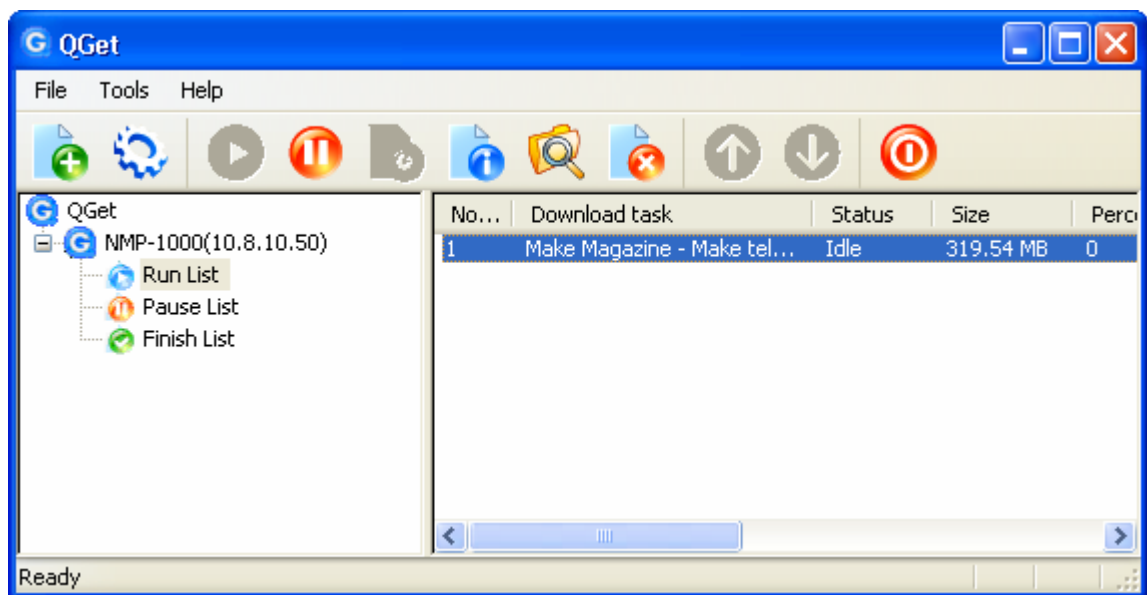 QGet
File Tools Help
QGet
NMP-1000(10.8.10.50)
Run List
Pause List
Finish List
No... Download task Status Size Perc
1 Make Magazine - Make tel... Idle 319.54 MB 0
Ready